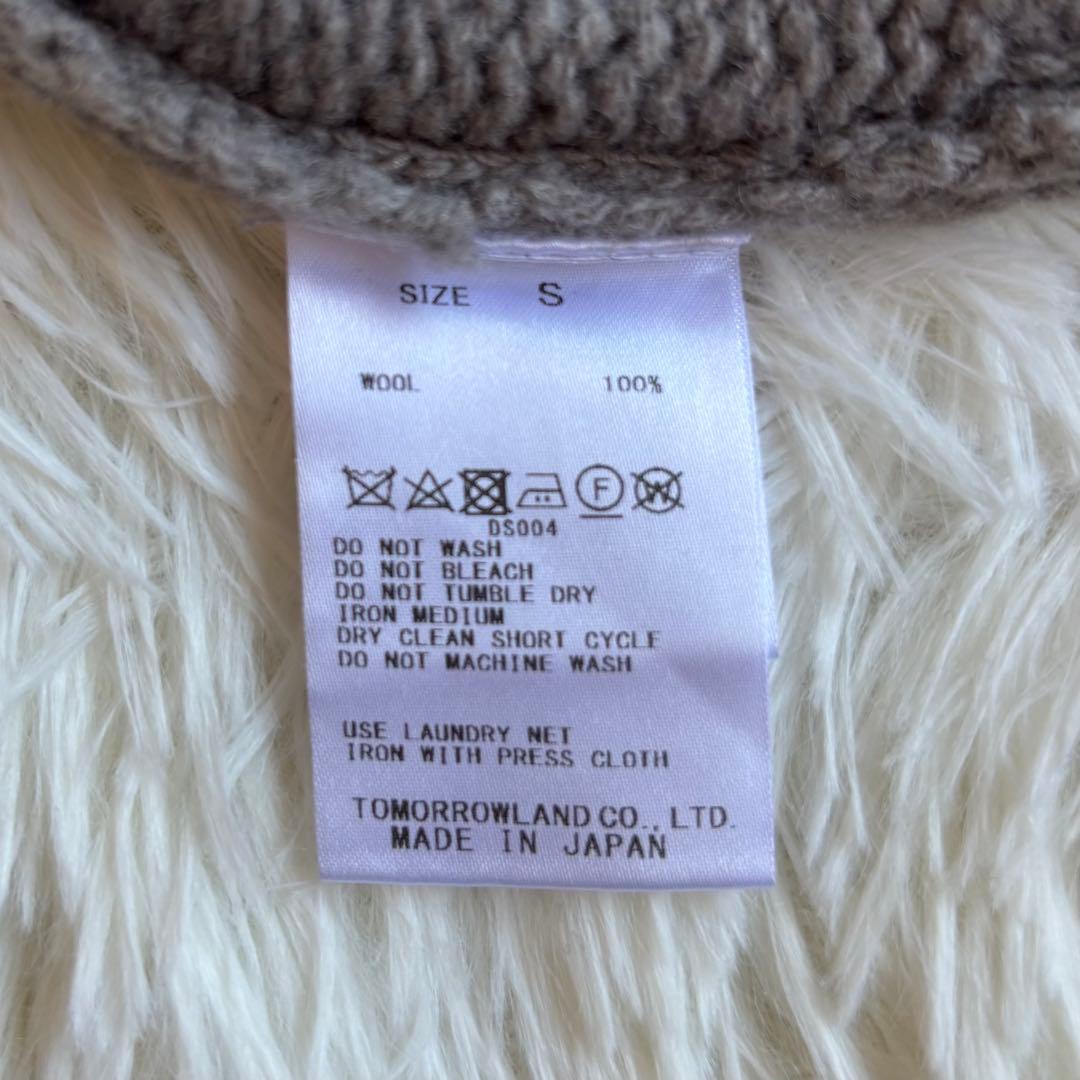 SIZE S
WOOL 100%
F W
DS004
DO NOT WASH
DO NOT BLEACH
DO NOT TUMBLE DRY
IRON MEDIUM
DRY CLEAN SHORT CYCLE
DO NOT MACHINE WASH
USE LAUNDRY NET
IRON WITH PRESS CLOTH
TOMORROWLAND CO., LTD.
MADE IN JAPAN